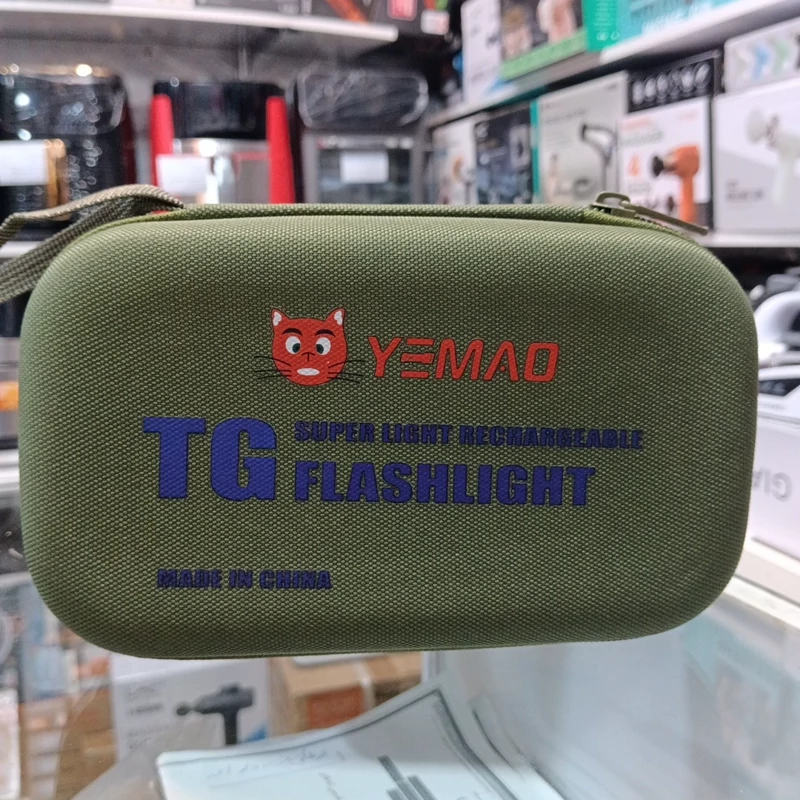 YEMAO
TG
SUPER LIGHT RECHARGEABLE
FLASHLIGHT
MADE IN CHINA